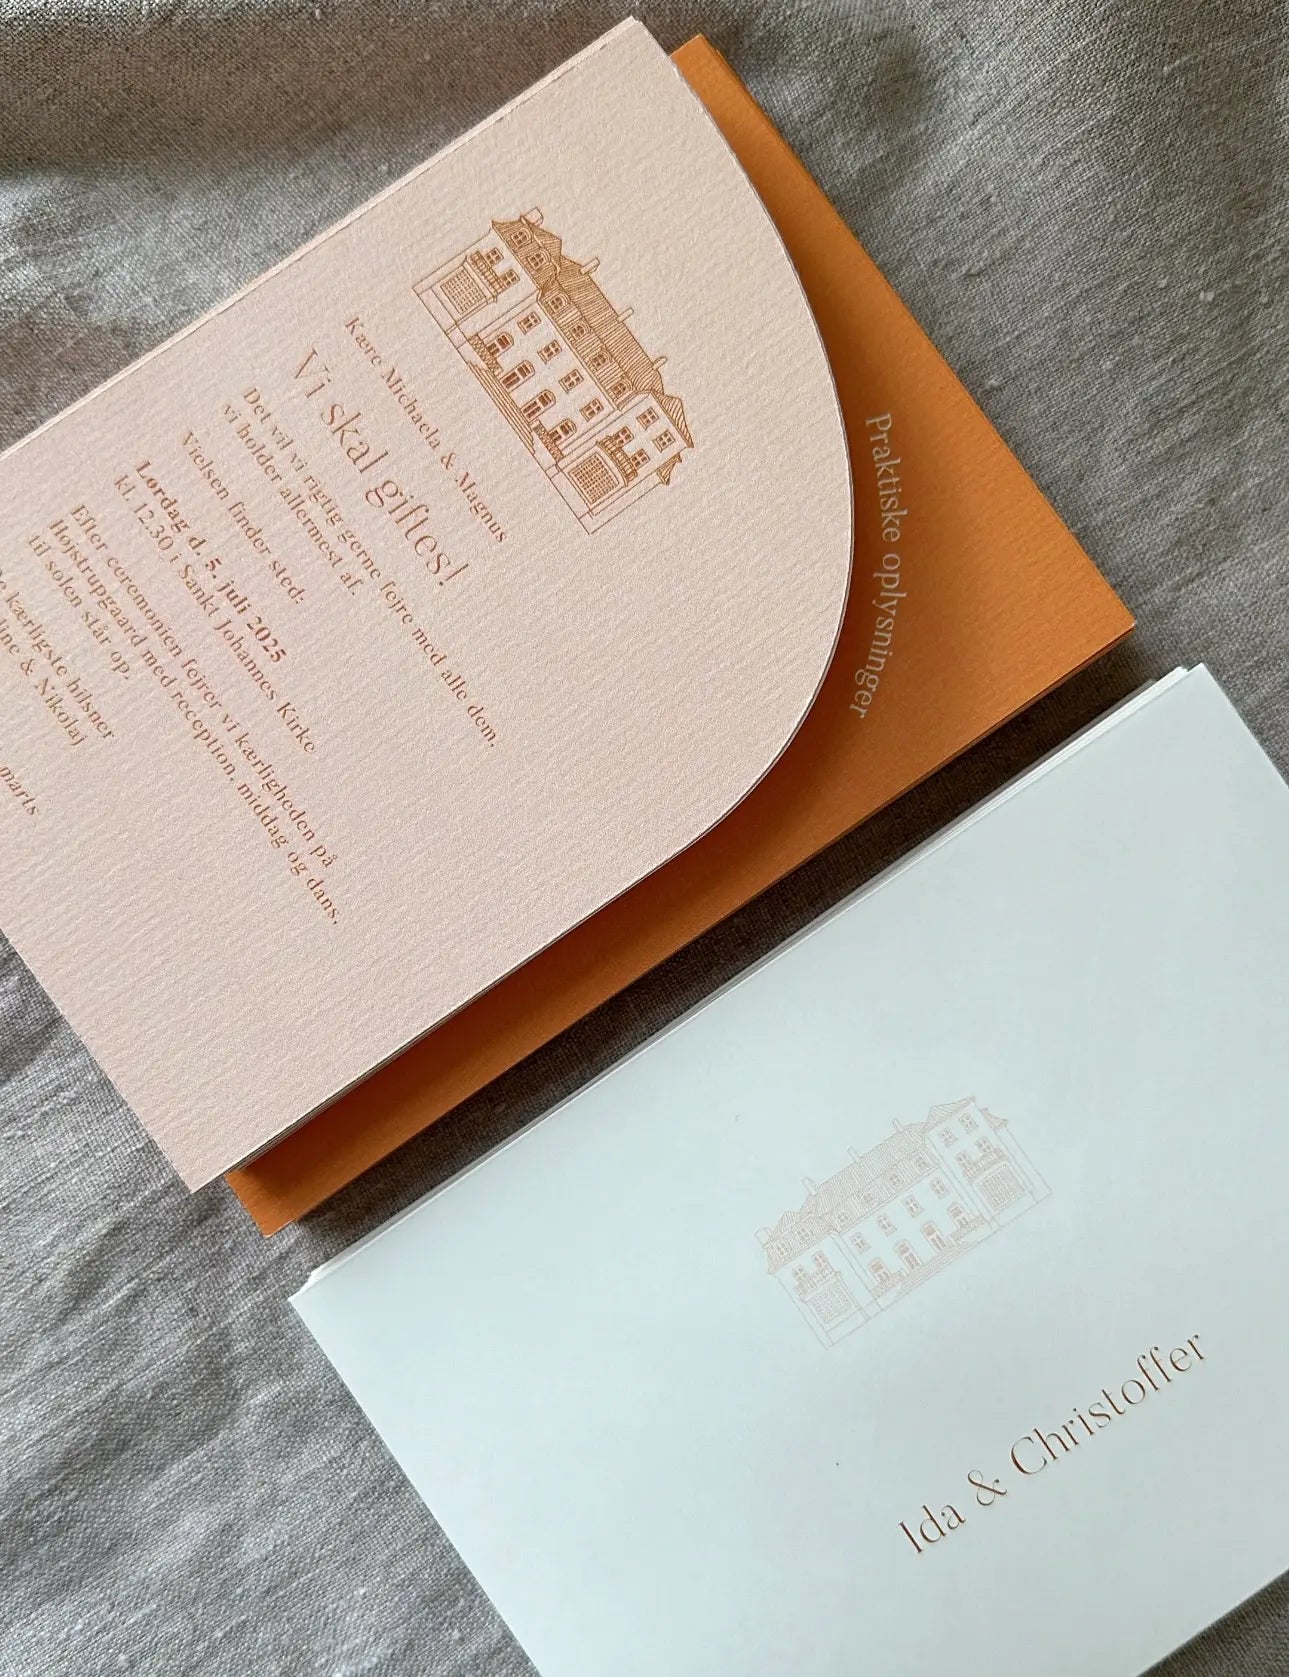 Kære Michaela & Magnus
Vi skal giftes!
Det vil vi rigtig gerne fejre med alle dem,
vi holder allermest af.
Vielsen finder sted:
Lørdag d. 5. juli 2025
kl. 12.30 i Sankt Johannes Kirke
Efter ceremonien fejrer vi kærligheden på
Højstrupgaard med reception, middag og dans,
til solen står op.
kærligste hilsner
& Nikolaj
marts
Praktiske oplysninger
Ida & Christoffer